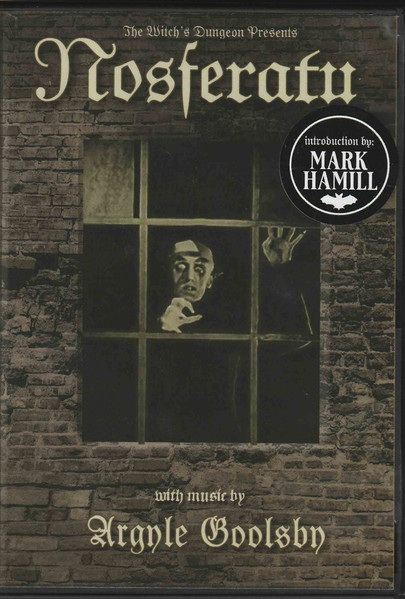 The Witch's Dungeon Presents
Nosferatu
introduction by:
MARK
HAMILL
with music by
Argyle Goolsby